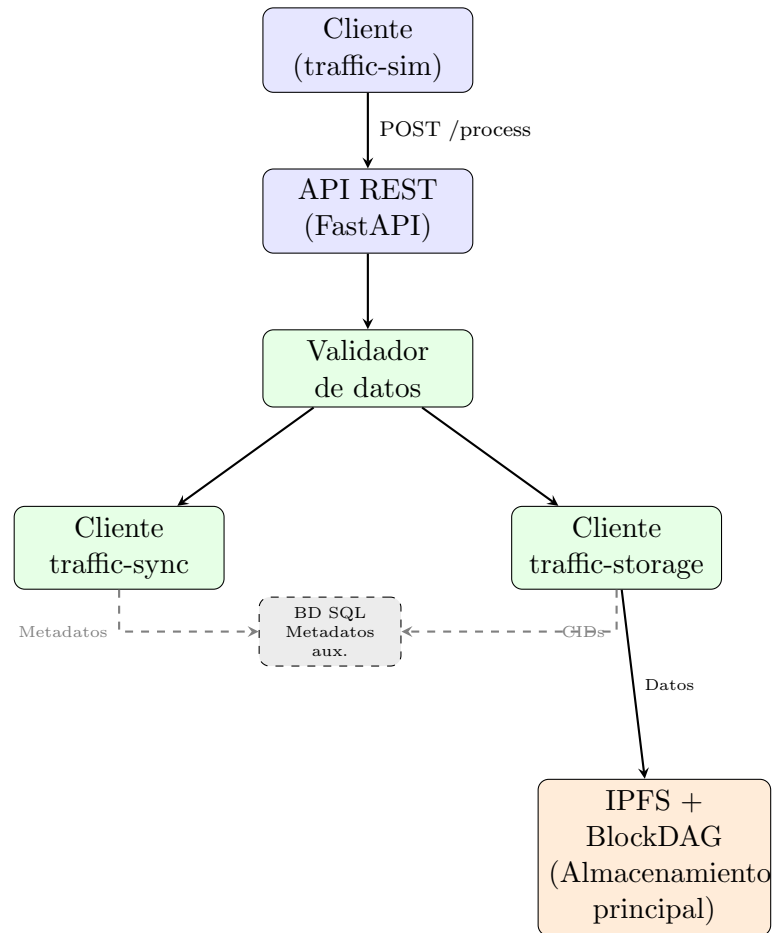 Cliente
(traffic-sim)
POST /process
API REST
(FastAPI)
Validador
de datos
Cliente
traffic-sync
Cliente
traffic-storage
Metadatos
BD SQL
Metadatos
aux.
CIDs
Datos
IPFS +
BlockDAG
(Almacenamiento
principal)